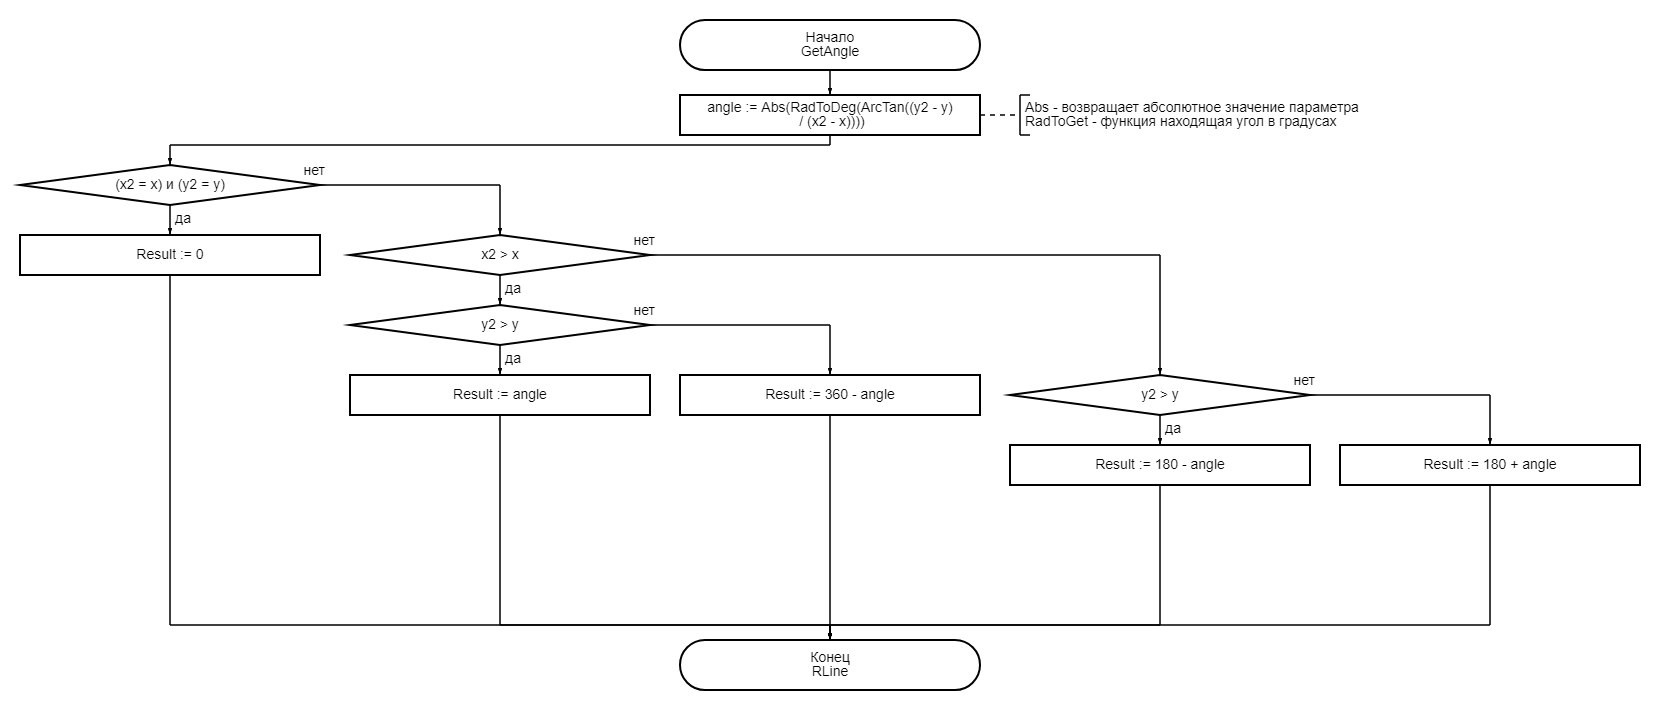 Начало
GetAngle
angle := Abs(RadToDeg(ArcTan((y2 - y)
/ (x2 - x))))
Abs - возвращает абсолютное значение параметра
RadToGet - функция находящая угол в градусах
(x2 = x) и (y2 = y)
нет
да
Result := 0
x2 > x
нет
да
y2 > y
нет
да
Result := angle
Result := 360 - angle
y2 > y
нет
да
Result := 180 - angle
Result := 180 + angle
Конец
RLine